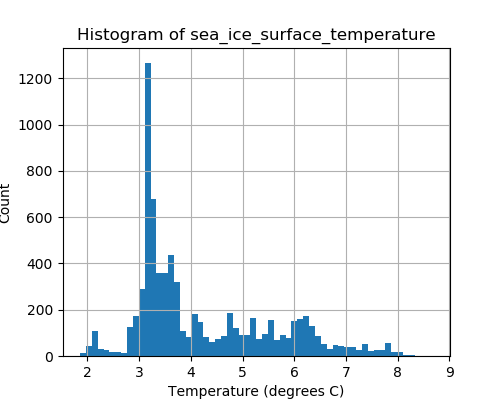 Histogram of sea_ice_surface_temperature
1200
1000
800
600
400
200
0
Count
2 3 4 5 6 7 8 9
Temperature (degrees C)